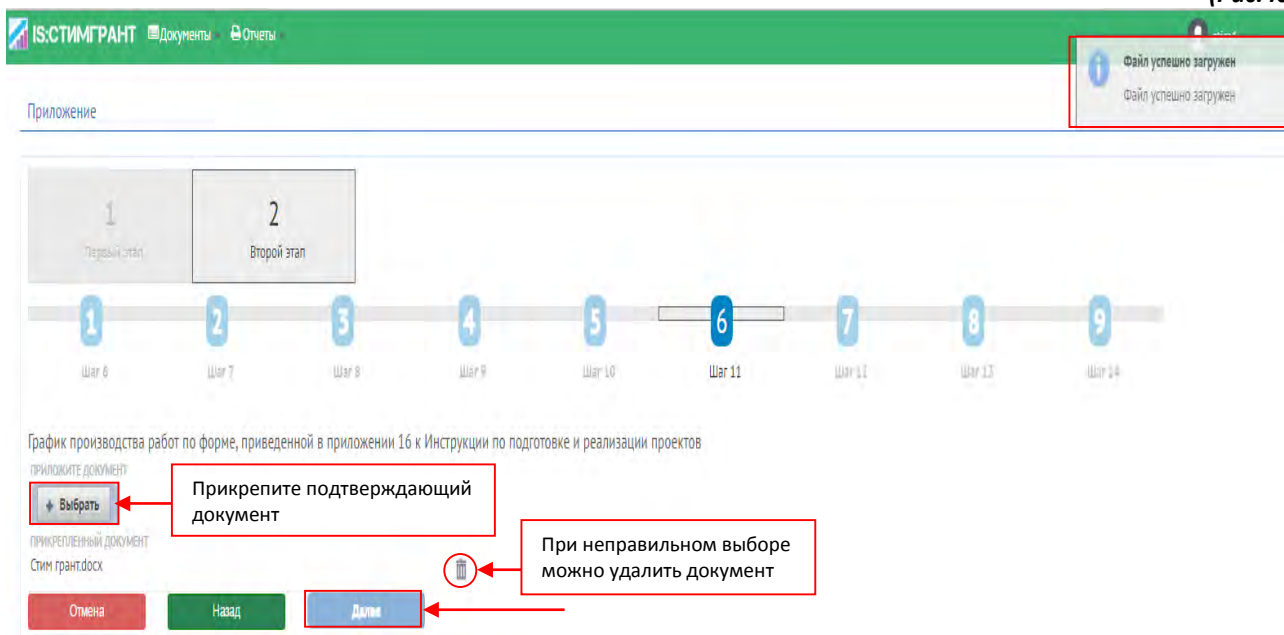 IS:СТИМГРАНТ Документы Отчеты
Файл успешно загружен
Файл успешно загружен
Приложение
1
Первый этап
2
Второй этап
1 2 3 4 5 6 7 8 9
Шаг 6 Шаг 7 Шаг 8 Шаг 9 Шаг 10 Шаг 11 Шаг 12 Шаг 13 Шаг 14
График производства работ по форме, приведенной в приложении 16 к Инструкции по подготовке и реализации проектов
ПРИЛОЖИТЕ ДОКУМЕНТ
Выбрать
Прикрепите подтверждающий
документ
ПРИКРЕПЛЕННЫЙ ДОКУМЕНТ
Стим грант.docx
При неправильном выборе
можно удалить документ
Отмена Назад Далее